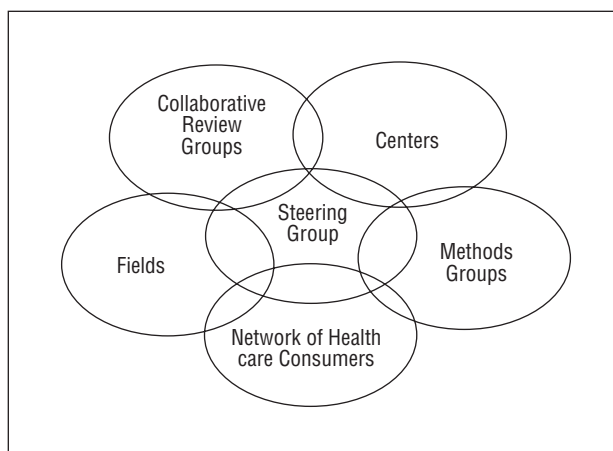 Collaborative
Review
Groups
Centers
Steering
Group
Fields
Methods
Groups
Network of Health
care Consumers